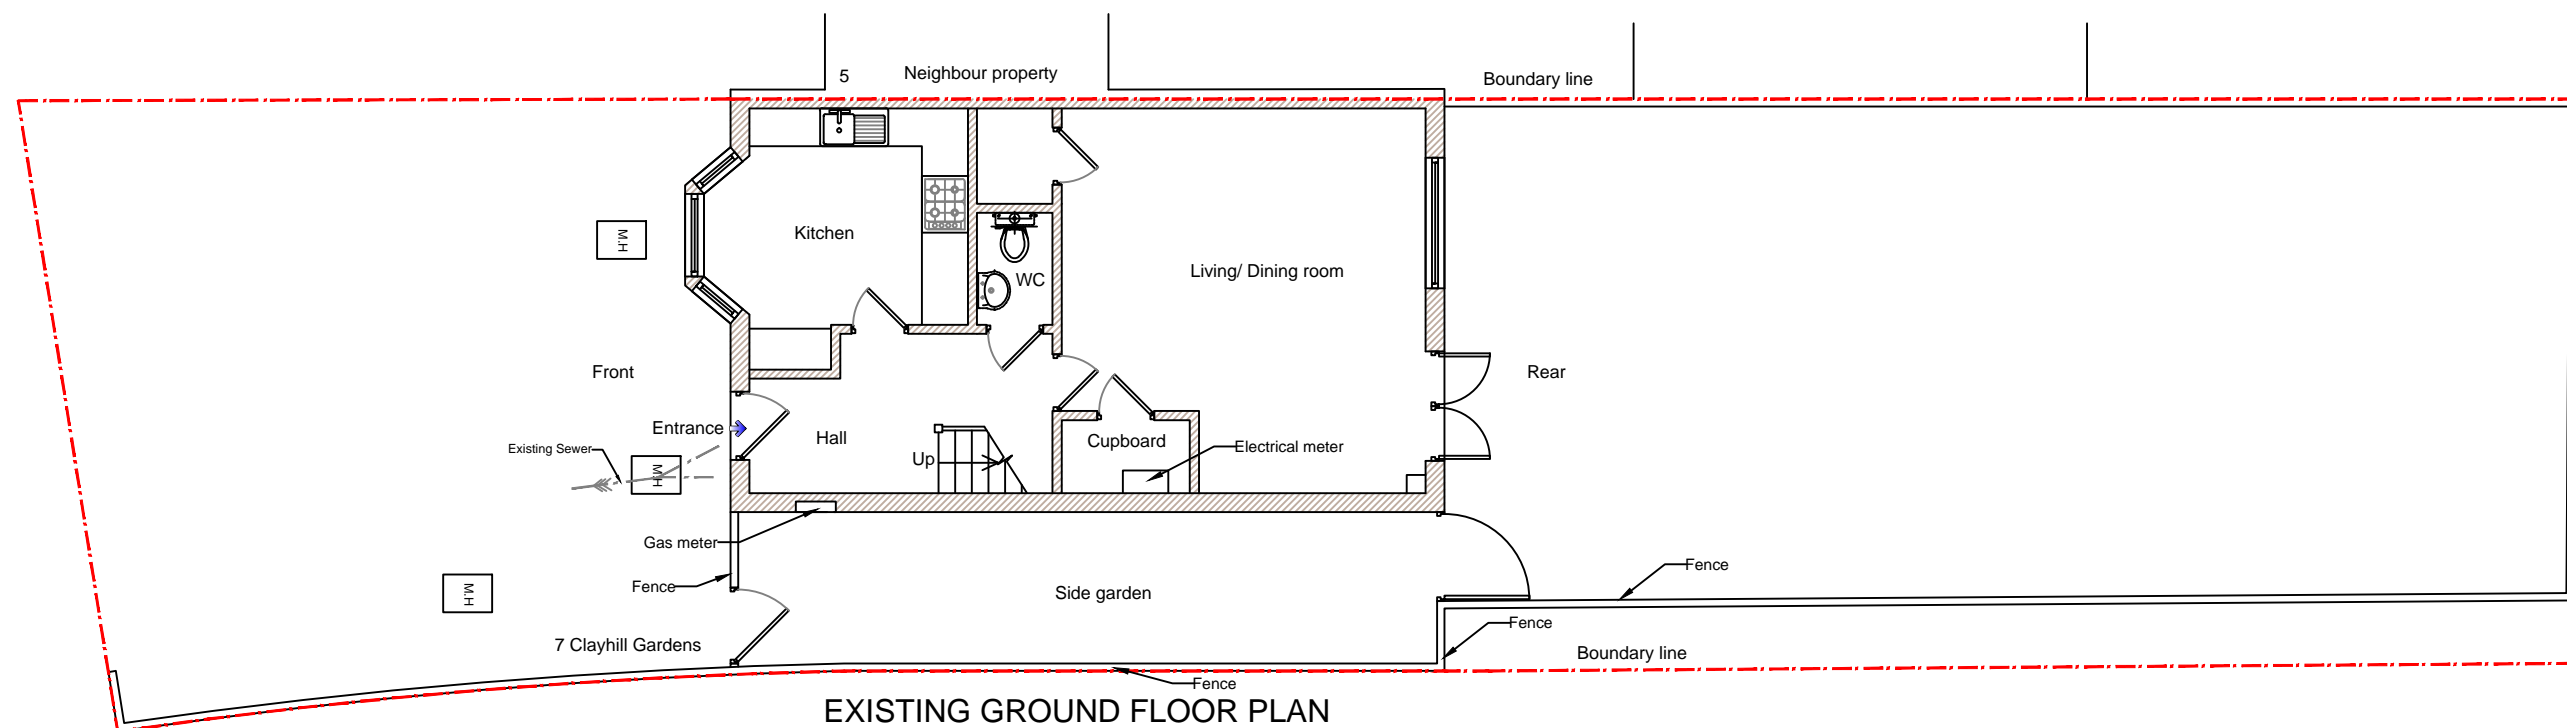 5
Neighbour property
Boundary line
M.H
Kitchen
WC
Living/ Dining room
Front
Rear
Entrance
Hall
Up
Cupboard
Electrical meter
Existing Sewer
M.H
Gas meter
Fence
M.H
Side garden
Fence
Fence
7 Clayhill Gardens
Boundary line
Fence
EXISTING GROUND FLOOR PLAN